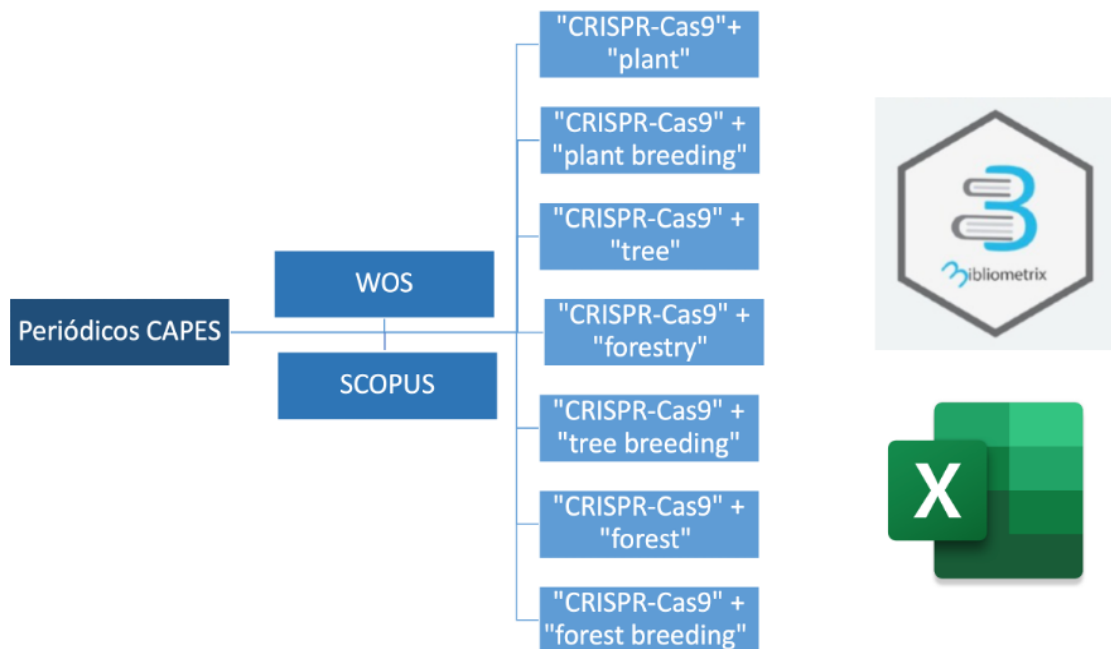 Periódicos CAPES
WOS
SCOPUS
"CRISPR-Cas9"+
"plant"
"CRISPR-Cas9" +
"plant breeding"
"CRISPR-Cas9" +
"tree"
"CRISPR-Cas9" +
"forestry"
"CRISPR-Cas9" +
"tree breeding"
"CRISPR-Cas9" +
"forest"
"CRISPR-Cas9" +
"forest breeding"
Bibliometrix
X